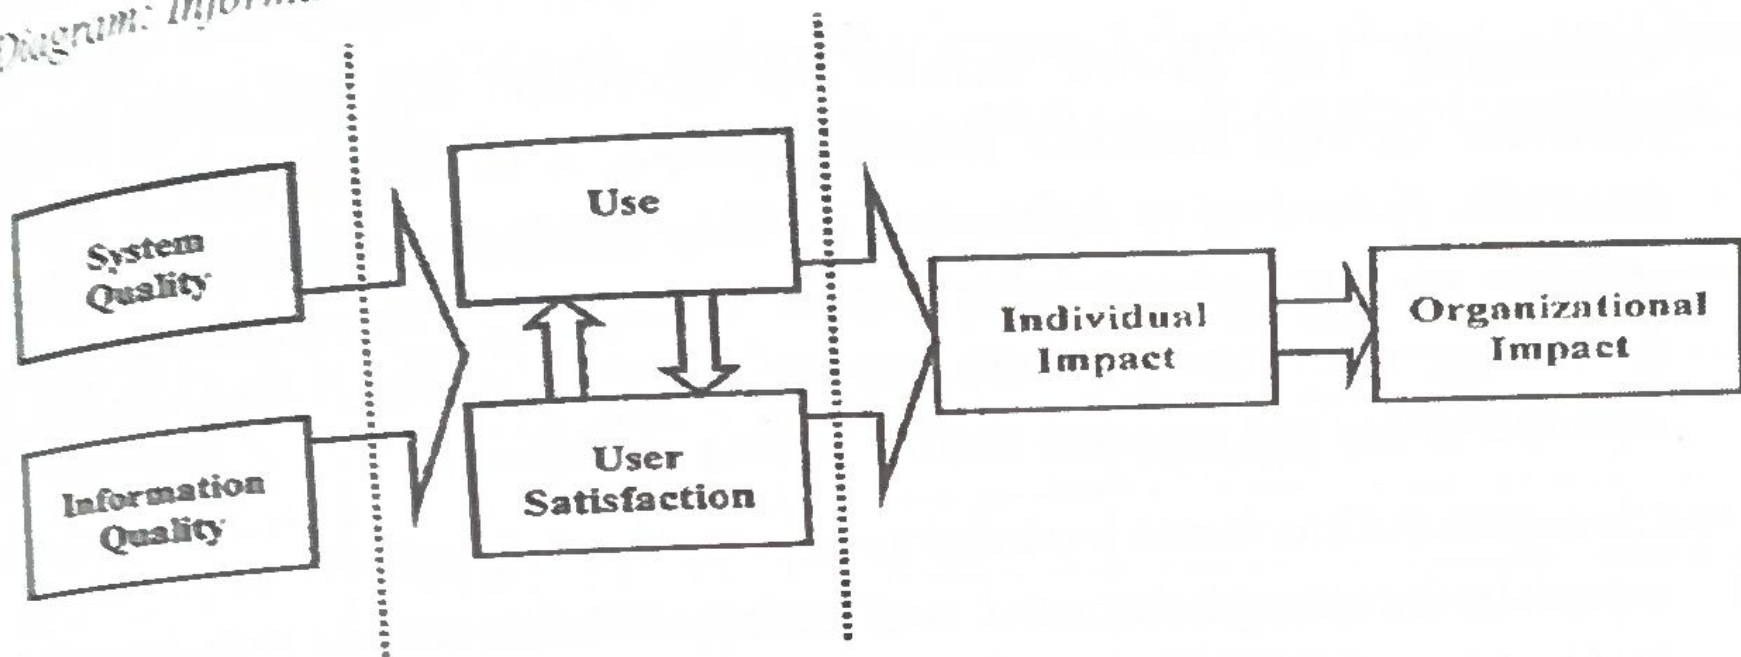 Diagram:
System
Quality
Information
Quality
Use
User
Satisfaction
Individual
Impact
Organizational
Impact